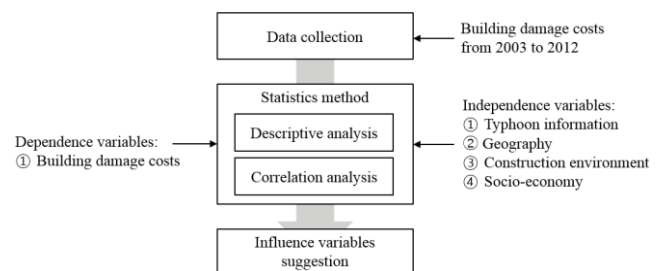 Data collection
Building damage costs
from 2003 to 2012
Statistics method
Descriptive analysis
Correlation analysis
Dependence variables:
① Building damage costs
Independence variables:
① Typhoon information
② Geography
③ Construction environment
④ Socio-economy
Influence variables
suggestion